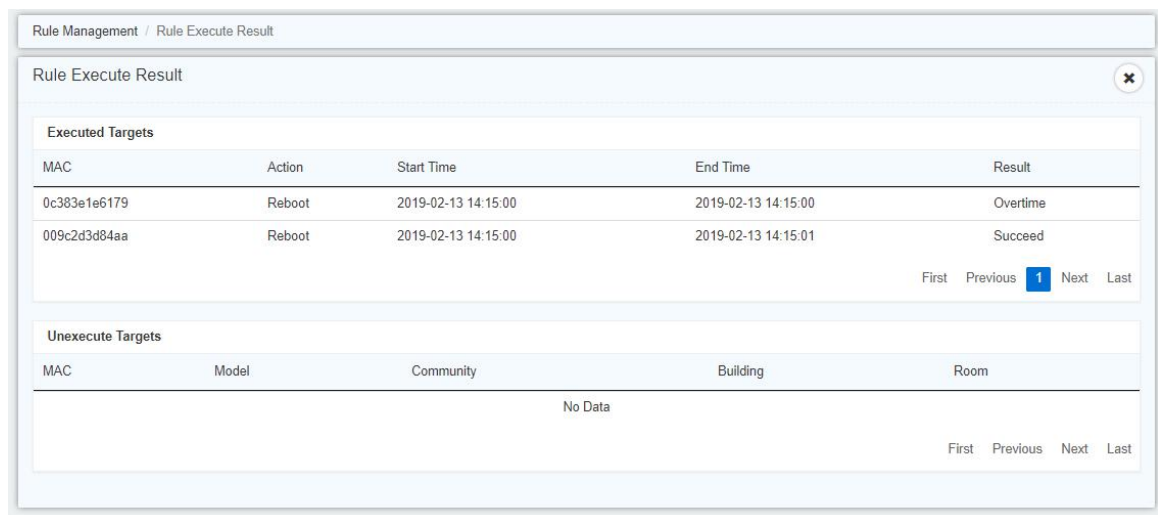 Rule Management / Rule Execute Result
Rule Execute Result
Executed Targets
MAC Action Start Time End Time Result
0c383e1e6179 Reboot 2019-02-13 14:15:00 2019-02-13 14:15:00 Overtime
009c2d3d84aa Reboot 2019-02-13 14:15:00 2019-02-13 14:15:01 Succeed
First Previous 1 Next Last
Unexecute Targets
MAC Model Community Building Room
No Data
First Previous Next Last